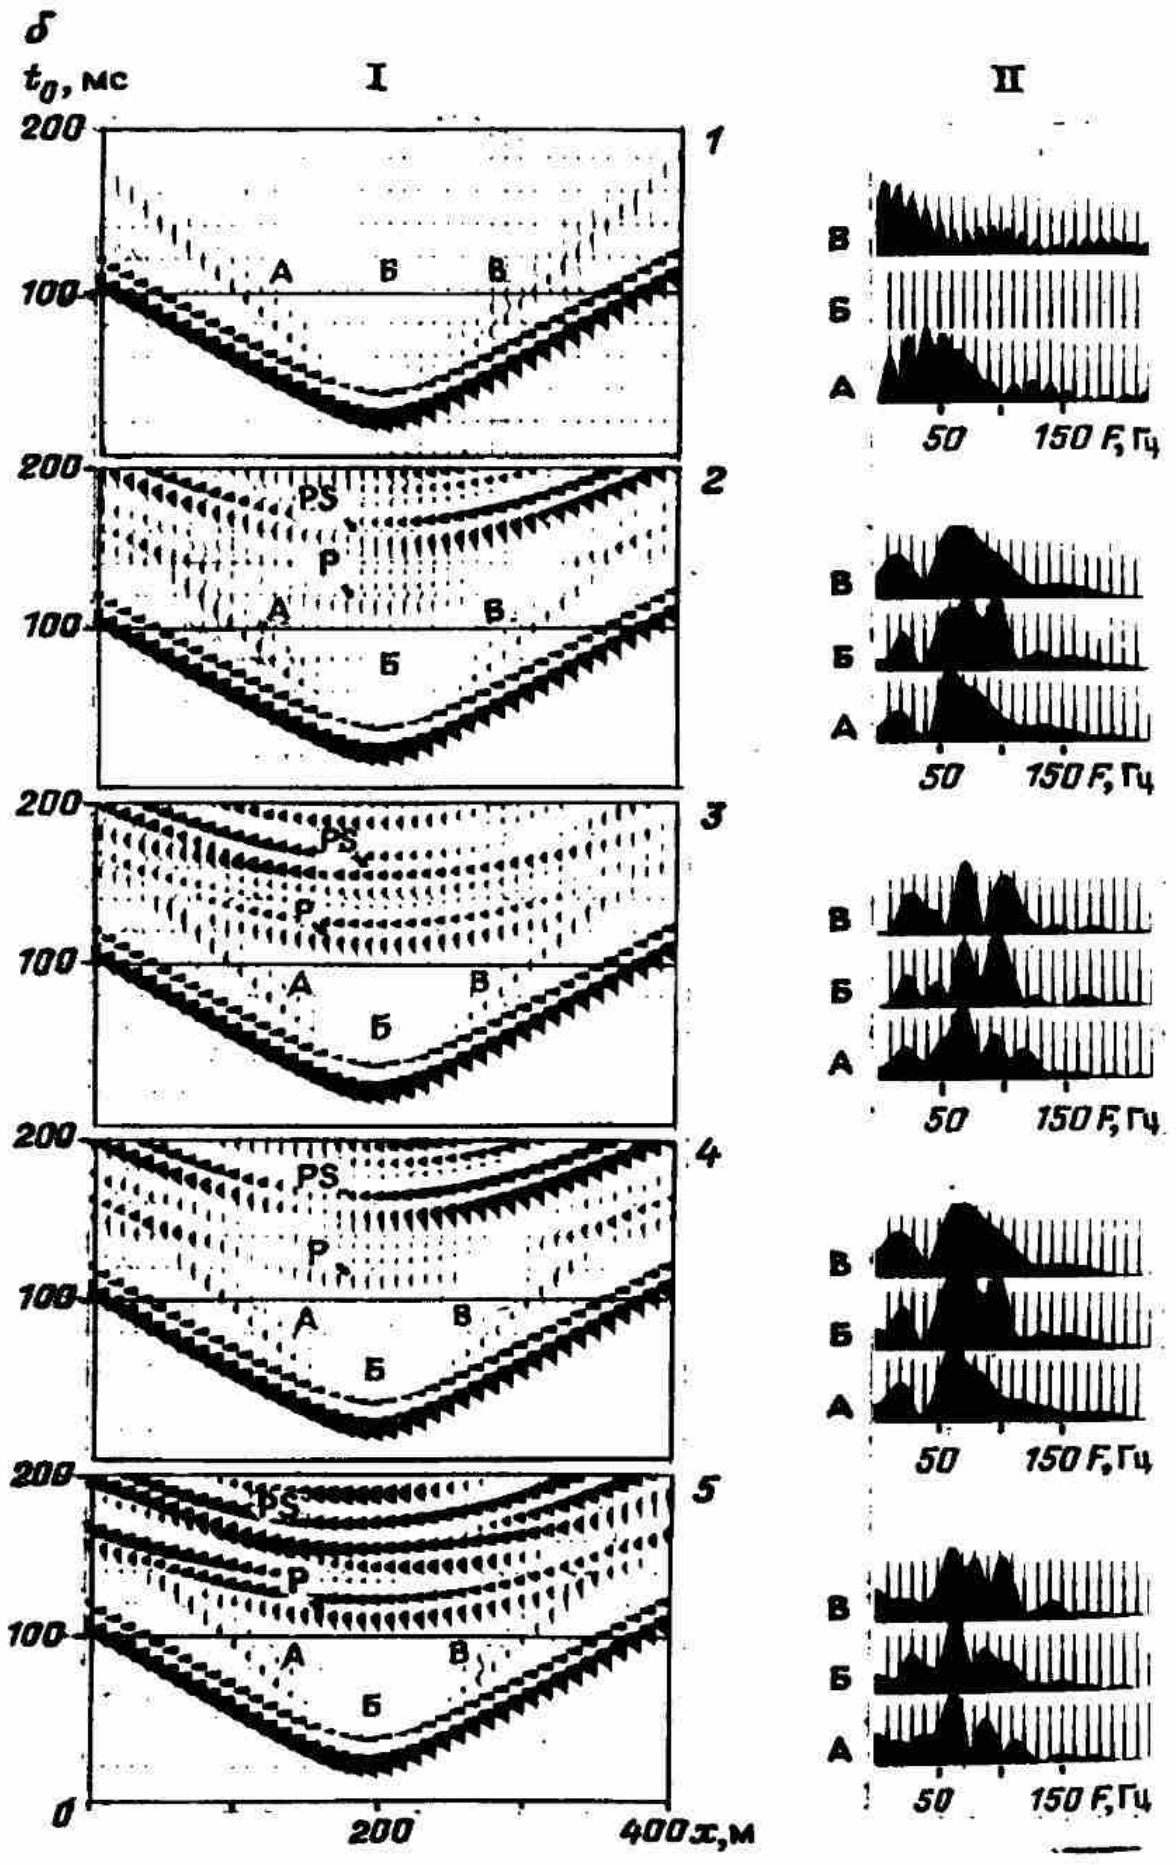 б
t₀, мс I II
200 1
В
А Б В
100 Б
А
50 150 F, Гц
200 2
PS
P В
А В
100 Б
Б
А
50 150 F, Гц
200 3
PS
P В
100
А В Б
Б
А
50 150 F, Гц
200 4
PS
P В
100
А В Б
Б
А
50 150 F, Гц
200 5
PS
P В
100
А В Б
Б
А
50 150 F, Гц
0
200 400 x, м